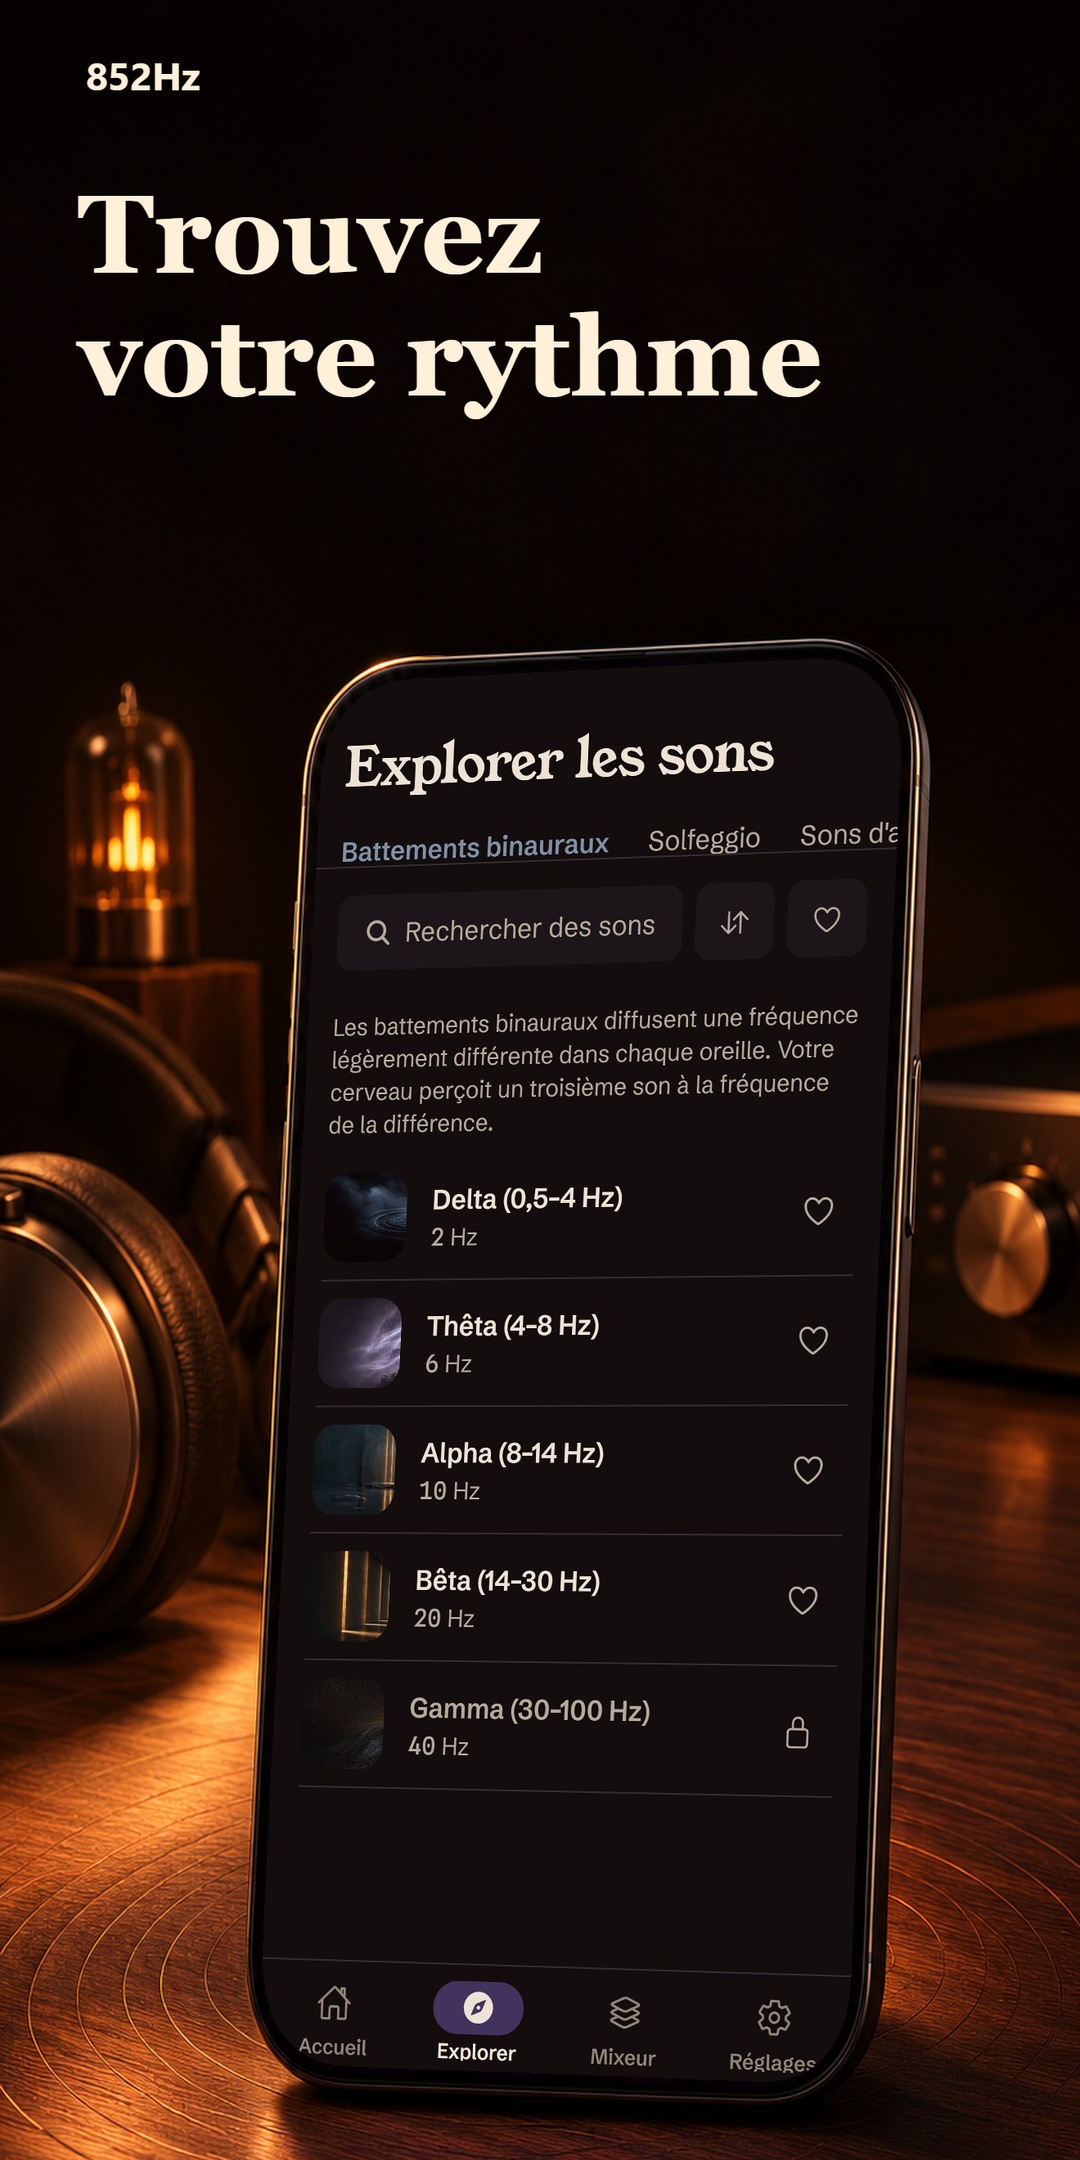 852Hz
Trouvez
votre rythme
Explorer les sons
Battements binauraux Solfeggio Sons d'a
Rechercher des sons
Les battements binauraux diffusent une fréquence
légèrement différente dans chaque oreille. Votre
cerveau perçoit un troisième son à la fréquence
de la différence.
Delta (0,5–4 Hz)
2 Hz
Thêta (4–8 Hz)
6 Hz
Alpha (8–14 Hz)
10 Hz
Bêta (14–30 Hz)
20 Hz
Gamma (30–100 Hz)
40 Hz
Accueil Explorer Mixeur Réglages